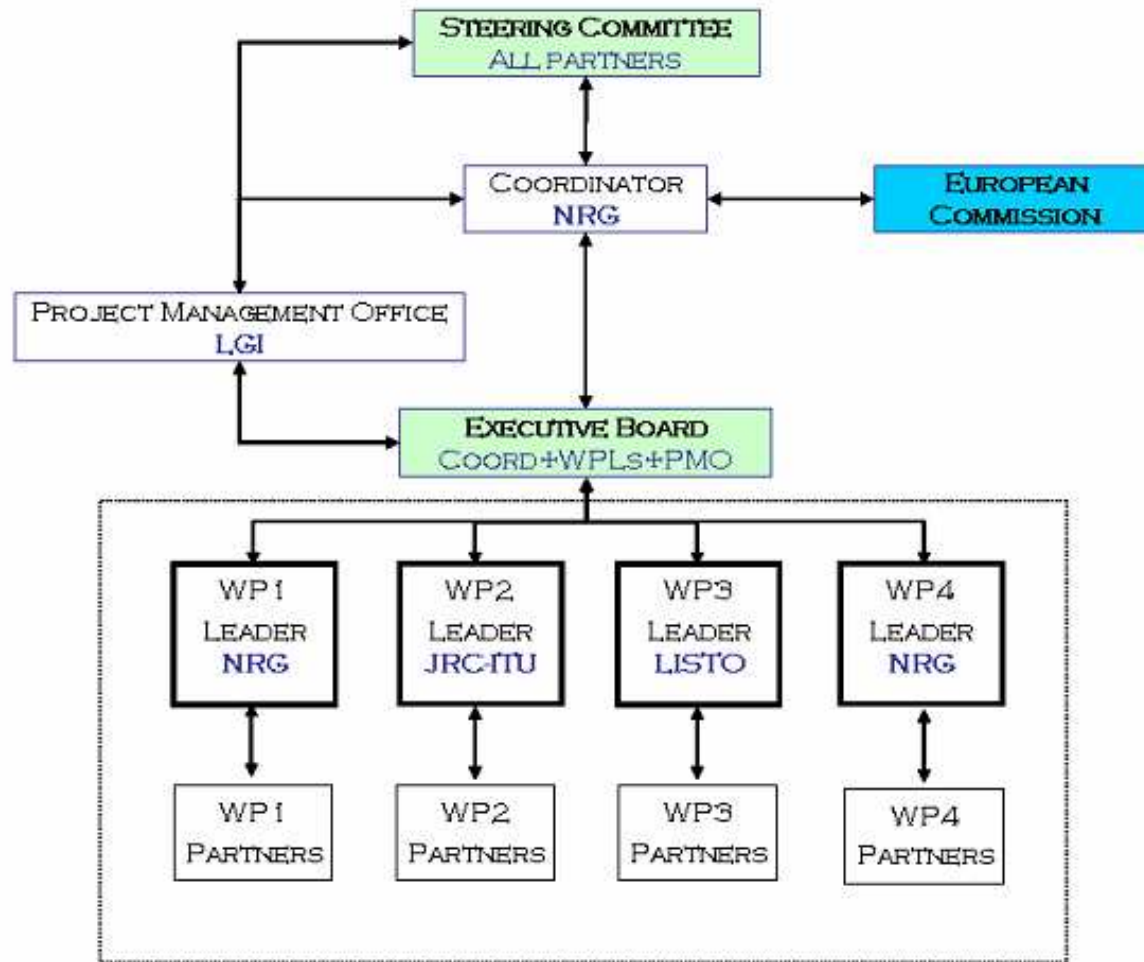 STEERING COMMITTEE
ALL PARTNERS
COORDINATOR
NRG
EUROPEAN
COMMISSION
PROJECT MANAGEMENT OFFICE
LGI
EXECUTIVE BOARD
COORD+WPLS+PMO
WP1
LEADER
NRG
WP2
LEADER
JRC-ITU
WP3
LEADER
LISTO
WP4
LEADER
NRG
WP1
PARTNERS
WP2
PARTNERS
WP3
PARTNERS
WP4
PARTNERS